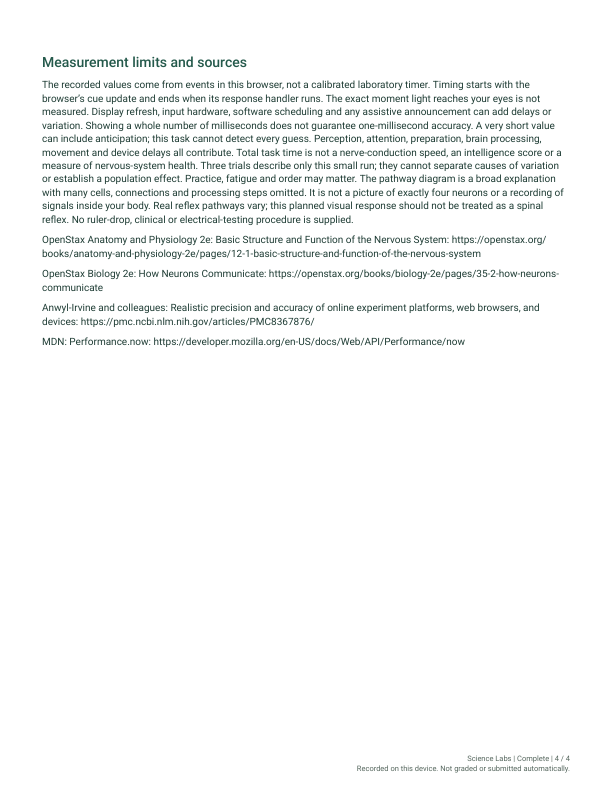 Measurement limits and sources
The recorded values come from events in this browser, not a calibrated laboratory timer. Timing starts with the
browser's cue update and ends when its response handler runs. The exact moment light reaches your eyes is not
measured. Display refresh, input hardware, software scheduling and any assistive announcement can add delays or
variation. Showing a whole number of milliseconds does not guarantee one-millisecond accuracy. A very short value
can include anticipation; this task cannot detect every guess. Perception, attention, preparation, brain processing,
movement and device delays all contribute. Total task time is not a nerve-conduction speed, an intelligence score or a
measure of nervous-system health. Three trials describe only this small run; they cannot separate causes of variation
or establish a population effect. Practice, fatigue and order may matter. The pathway diagram is a broad explanation
with many cells, connections and processing steps omitted. It is not a picture of exactly four neurons or a recording of
signals inside your body. Real reflex pathways vary; this planned visual response should not be treated as a spinal
reflex. No ruler-drop, clinical or electrical-testing procedure is supplied.
OpenStax Anatomy and Physiology 2e: Basic Structure and Function of the Nervous System: https://openstax.org/
books/anatomy-and-physiology-2e/pages/12-1-basic-structure-and-function-of-the-nervous-system
OpenStax Biology 2e: How Neurons Communicate: https://openstax.org/books/biology-2e/pages/35-2-how-neurons-
communicate
Anwyl-Irvine and colleagues: Realistic precision and accuracy of online experiment platforms, web browsers, and
devices: https://pmc.ncbi.nlm.nih.gov/articles/PMC8367876/
MDN: Performance.now: https://developer.mozilla.org/en-US/docs/Web/API/Performance/now
Science Labs | Complete | 4 / 4
Recorded on this device. Not graded or submitted automatically.